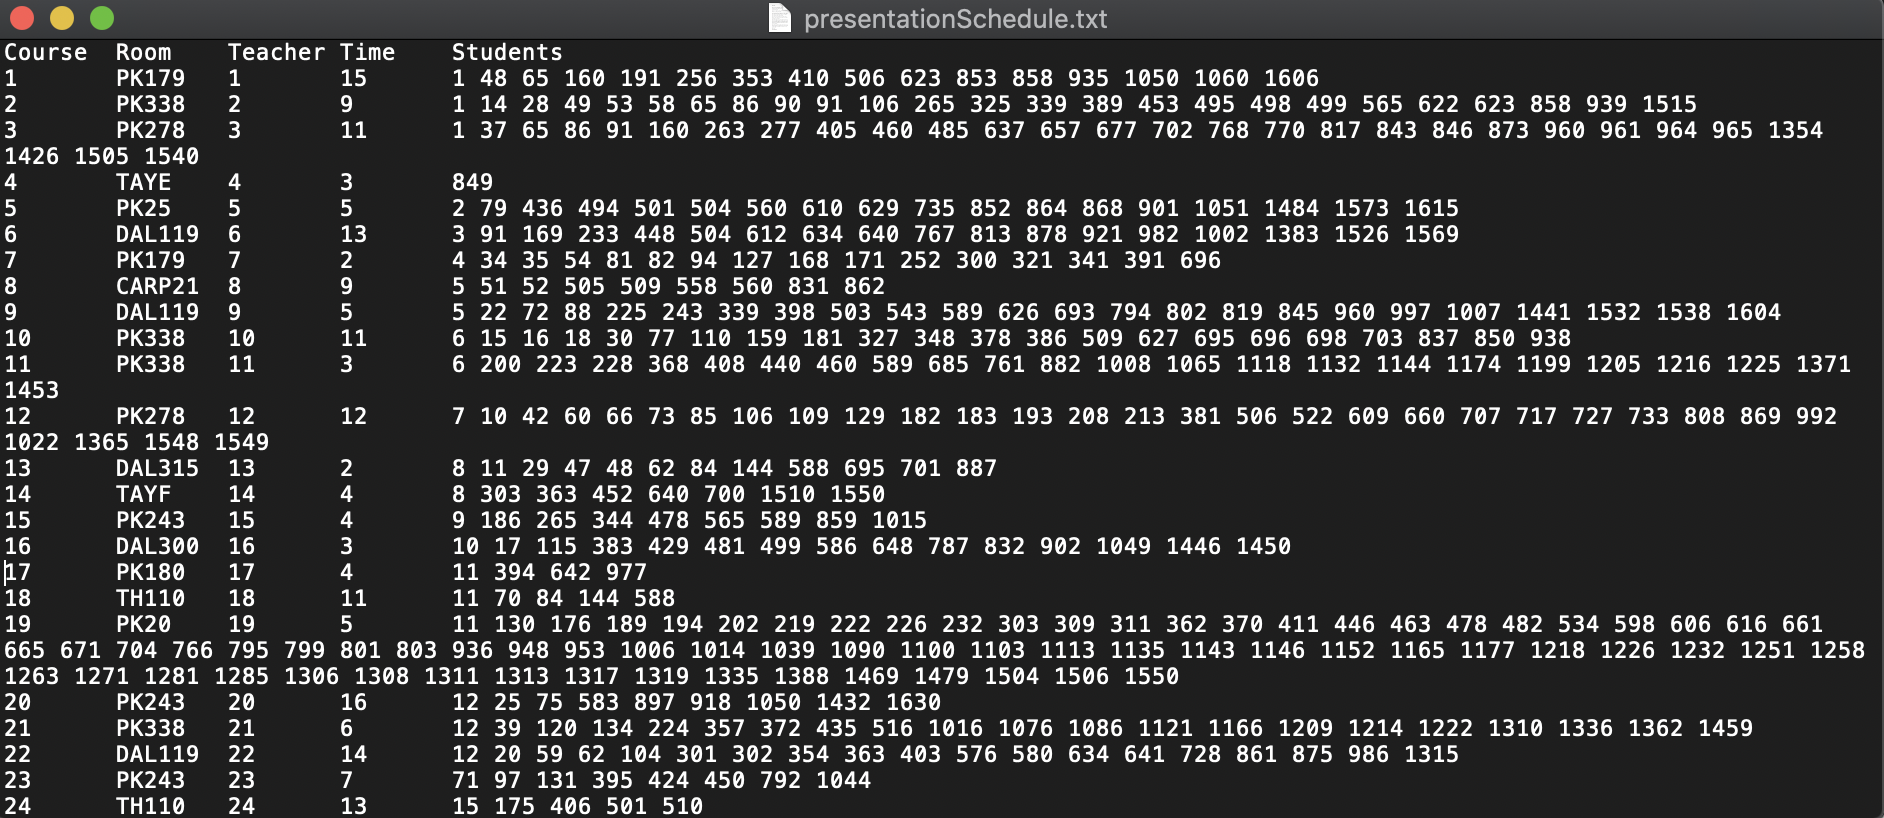 presentationSchedule.txt
Course Room Teacher Time Students
1 PK179 1 15 1 48 65 160 191 256 353 410 506 623 853 858 935 1050 1060 1606
2 PK338 2 9 1 14 28 49 53 58 65 86 90 91 106 265 325 339 389 453 495 498 499 565 622 623 858 939 1515
3 PK278 3 11 1 37 65 86 91 160 263 277 405 460 485 637 657 677 702 768 770 817 843 846 873 960 961 964 965 1354
1426 1505 1540
4 TAYE 4 3 849
5 PK25 5 5 2 79 436 494 501 504 560 610 629 735 852 864 868 901 1051 1484 1573 1615
6 DAL119 6 13 3 91 169 233 448 504 612 634 640 767 813 878 921 982 1002 1383 1526 1569
7 PK179 7 2 4 34 35 54 81 82 94 127 168 171 252 300 321 341 391 696
8 CARP21 8 9 5 51 52 505 509 558 560 831 862
9 DAL119 9 5 5 22 72 88 225 243 339 398 503 543 589 626 693 794 802 819 845 960 997 1007 1441 1532 1538 1604
10 PK338 10 11 6 15 16 18 30 77 110 159 181 327 348 378 386 509 627 695 696 698 703 837 850 938
11 PK338 11 3 6 200 223 228 368 408 440 460 589 685 761 882 1008 1065 1118 1132 1144 1174 1199 1205 1216 1225 1371
1453
12 PK278 12 12 7 10 42 60 66 73 85 106 109 129 182 183 193 208 213 381 506 522 609 660 707 717 727 733 808 869 992
1022 1365 1548 1549
13 DAL315 13 2 8 11 29 47 48 62 84 144 588 695 701 887
14 TAYF 14 4 8 303 363 452 640 700 1510 1550
15 PK243 15 4 9 186 265 344 478 565 589 859 1015
16 DAL300 16 3 10 17 115 383 429 481 499 586 648 787 832 902 1049 1446 1450
17 PK180 17 4 11 394 642 977
18 TH110 18 11 11 70 84 144 588
19 PK20 19 5 11 130 176 189 194 202 219 222 226 232 303 309 311 362 370 411 446 463 478 482 534 598 606 616 661
665 671 704 766 795 799 801 803 936 948 953 1006 1014 1039 1090 1100 1103 1113 1135 1143 1146 1152 1165 1177 1218 1226 1232 1251 1258
1263 1271 1281 1285 1306 1308 1311 1313 1317 1319 1335 1388 1469 1479 1504 1506 1550
20 PK243 20 16 12 25 75 583 897 918 1050 1432 1630
21 PK338 21 6 12 39 120 134 224 357 372 435 516 1016 1076 1086 1121 1166 1209 1214 1222 1310 1336 1362 1459
22 DAL119 22 14 12 20 59 62 104 301 302 354 363 403 576 580 634 641 728 861 875 986 1315
23 PK243 23 7 71 97 131 395 424 450 792 1044
24 TH110 24 13 15 175 406 501 510